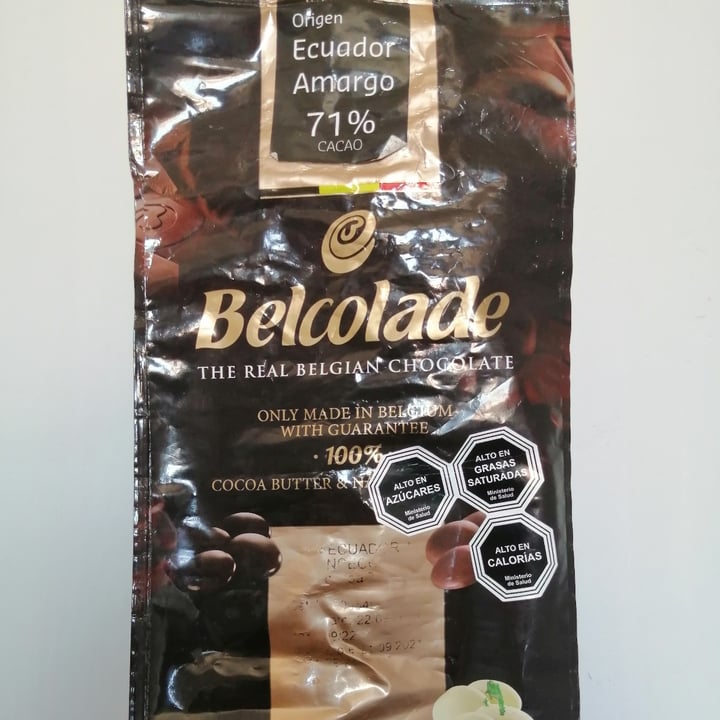 Origen
Ecuador
Amargo
71%
CACAO
Belcolade
THE REAL BELGIAN CHOCOLATE
ONLY MADE IN BELGIUM
WITH GUARANTEE
· 100%
COCOA BUTTER &
ALTO EN
AZÚCARES
Ministerio
de Salud
ALTO EN
GRASAS
SATURADAS
Ministerio
de Salud
ALTO EN
CALORÍAS
Ministerio
de Salud
ECUADOR